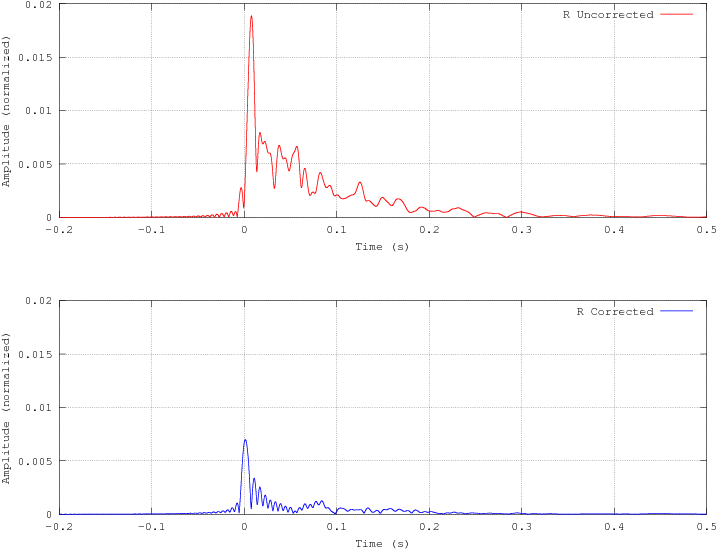 0.02
R Uncorrected
0.015
0.01
0.005
0
Amplitude (normalized)
-0.2 -0.1 0 0.1 0.2 0.3 0.4 0.5
Time (s)
0.02
R Corrected
0.015
0.01
0.005
0
Amplitude (normalized)
-0.2 -0.1 0 0.1 0.2 0.3 0.4 0.5
Time (s)